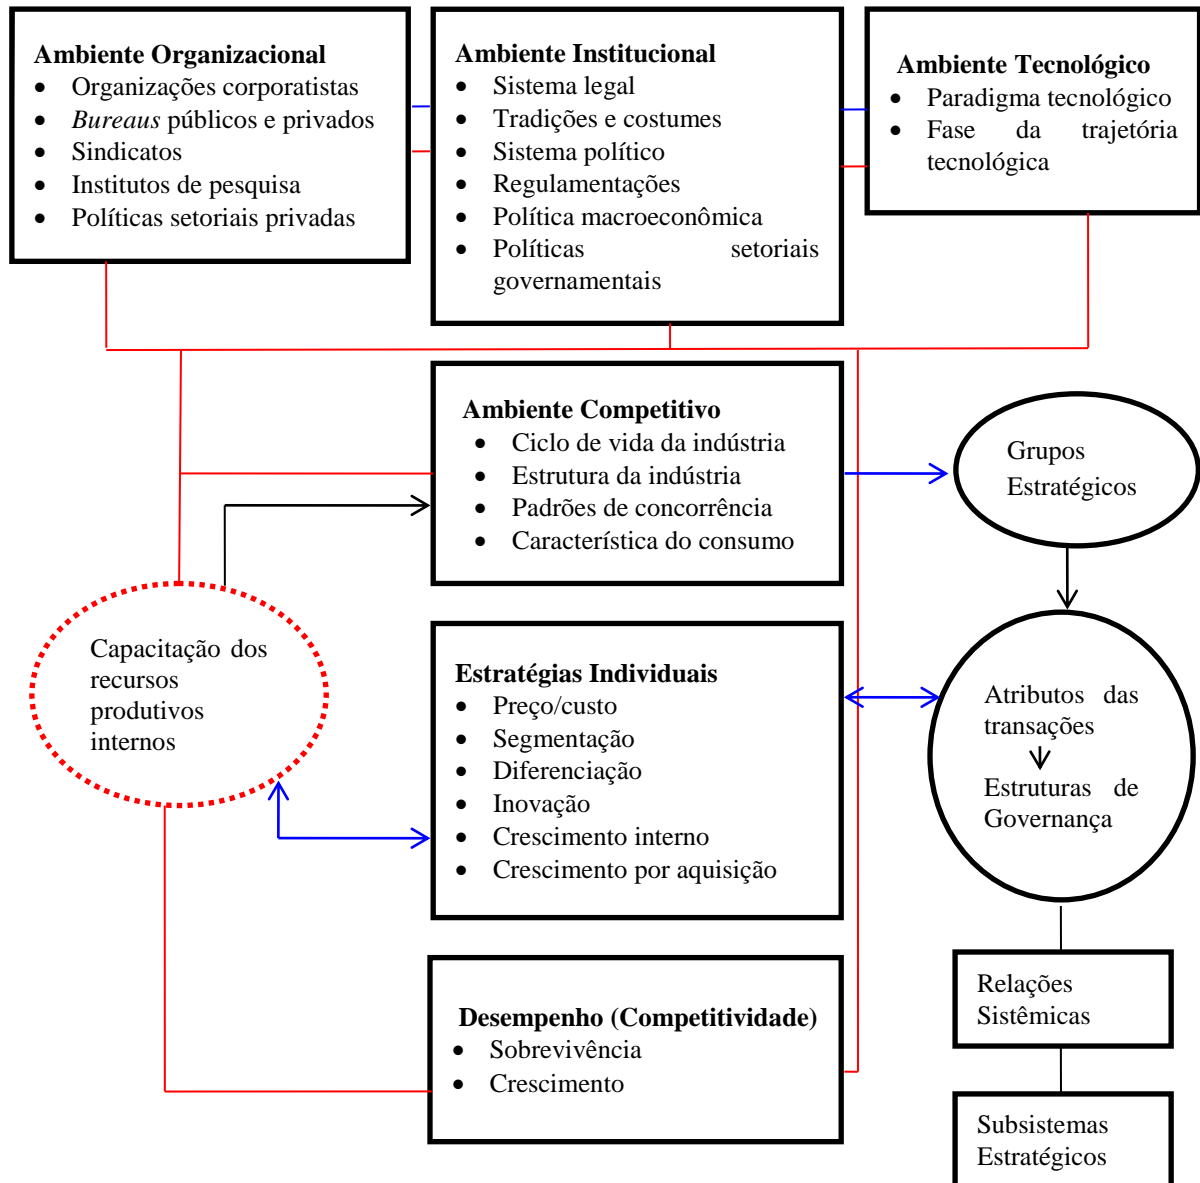 Ambiente Organizacional
• Organizações corporatistas
• Bureaus públicos e privados
• Sindicatos
• Institutos de pesquisa
• Políticas setoriais privadas
Ambiente Institucional
• Sistema legal
• Tradições e costumes
• Sistema político
• Regulamentações
• Política macroeconômica
• Políticas setoriais
governamentais
Ambiente Tecnológico
• Paradigma tecnológico
• Fase da trajetória
tecnológica
Ambiente Competitivo
• Ciclo de vida da indústria
• Estrutura da indústria
• Padrões de concorrência
• Característica do consumo
Grupos
Estratégicos
Capacitação dos
recursos
produtivos
internos
Estratégias Individuais
• Preço/custo
• Segmentação
• Diferenciação
• Inovação
• Crescimento interno
• Crescimento por aquisição
Atributos das
transações
Estruturas de
Governança
Desempenho (Competitividade)
• Sobrevivência
• Crescimento
Relações
Sistêmicas
Subsistemas
Estratégicos